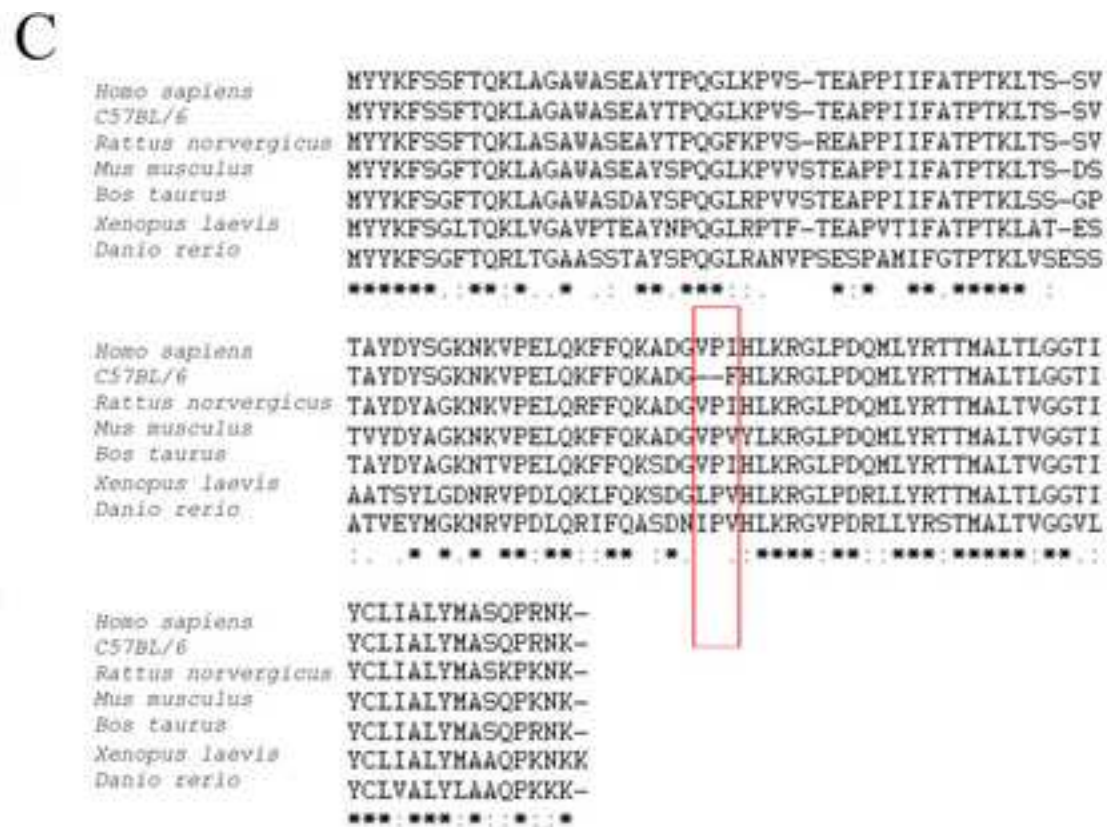 C
Homo sapiens MYYKFSSFTQKLAGAWASEAYTPQGLKPVS-TEAPPIIFATPTKLTS-SV
C57BL/6 MYYKFSSFTQKLAGAWASEAYTPQGLKPVS-TEAPPIIFATPTKLTS-SV
Rattus norvergicus MYYKFSSFTQKLASAWASEAYTPQGFKPVS-REAPPIIFATPTKLTS-SV
Mus musculus MYYKFSGFTQKLAGAWASEAYSPQGLKPVVSTEAPPIIFATPTKLTS-DS
Bos taurus MYYKFSGFTQKLAGAWASDAYSPQGLRPVVSTEAPPIIFATPTKLSS-GP
Xenopus laevis MYYKFSGLTQKLVGAVPTEAYNPQGLRPTF-TEAPVTIFATPTKLAT-ES
Danio rerio MYYKFSGFTQRLTGAASSTAYSPQGLRANVPSESPAMIFGTPTKLVSESS
******.:**:*..* .: **.***::. *:* **.***** :
Homo sapiens TAYDYSGKNKVPELQKFFQKADGVPIHLKRGLPDQMLYRTTMALTLGGTI
C57BL/6 TAYDYSGKNKVPELQKFFQKADG--FHLKRGLPDQMLYRTTMALTLGGTI
Rattus norvergicus TAYDYAGKNKVPELQRFFQKADGVPIHLKRGLPDQMLYRTTMALTVGGTI
Mus musculus TVYDYAGKNKVPELQKFFQKADGVPVYLKRGLPDQMLYRTTMALTVGGTI
Bos taurus TAYDYAGKNTVPELQKFFQKSDGVPIHLKRGLPDQMLYRTTMALTVGGTI
Xenopus laevis AATSYLGDNRVPDLQKLFQKSDGLPVHLKRGLPDRLLYRTTMALTLGGTI
Danio rerio ATVEYMGKNRVPDLQRIFQASDNIPVHLKRGVPDRLLYRSTMALTVGGVL
:. .* *.* **:**::** :*. .:****:**::***:*****:**.:
Homo sapiens YCLIALYMASQPRNK-
C57BL/6 YCLIALYMASQPRNK-
Rattus norvergicus YCLIALYMASKPKNK-
Mus musculus YCLIALYMASQPKNK-
Bos taurus YCLIALYMASQPRNK-
Xenopus laevis YCLIALYMAAQPKNKK
Danio rerio YCLVALYLAAQPKKK-
***:***:*::*::*